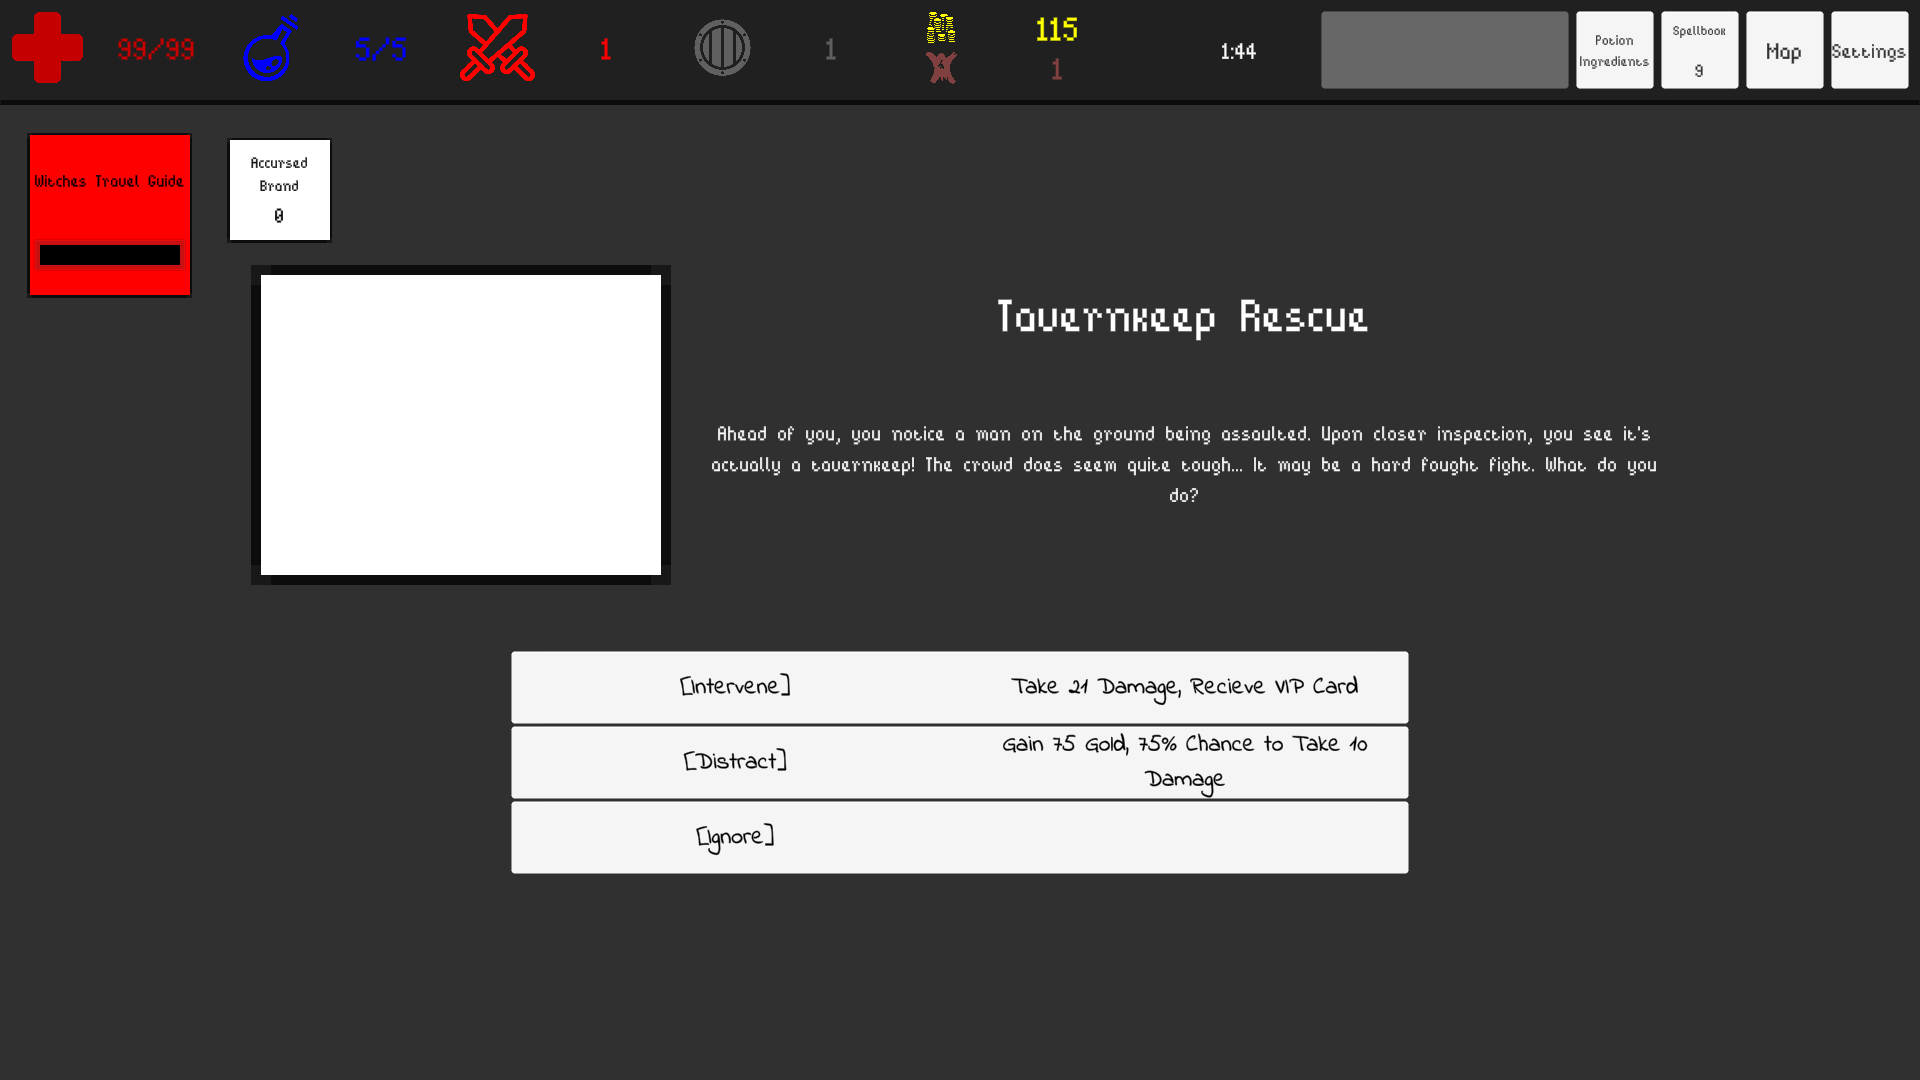 99/99
5/5
1
1
115
1
1:44
Potion
Ingredients
Spellbook
9
Map
Settings
Witches Travel Guide
Accursed
Brand
0
Tavernkeep Rescue
Ahead of you, you notice a man on the ground being assaulted. Upon closer inspection, you see it's
actually a tavernkeep! The crowd does seem quite tough... It may be a hard fought fight. What do you
do?
[Intervene]
Take 21 Damage, Recieve VIP Card
[Distract]
Gain 75 Gold, 75% Chance to Take 10
Damage
[Ignore]